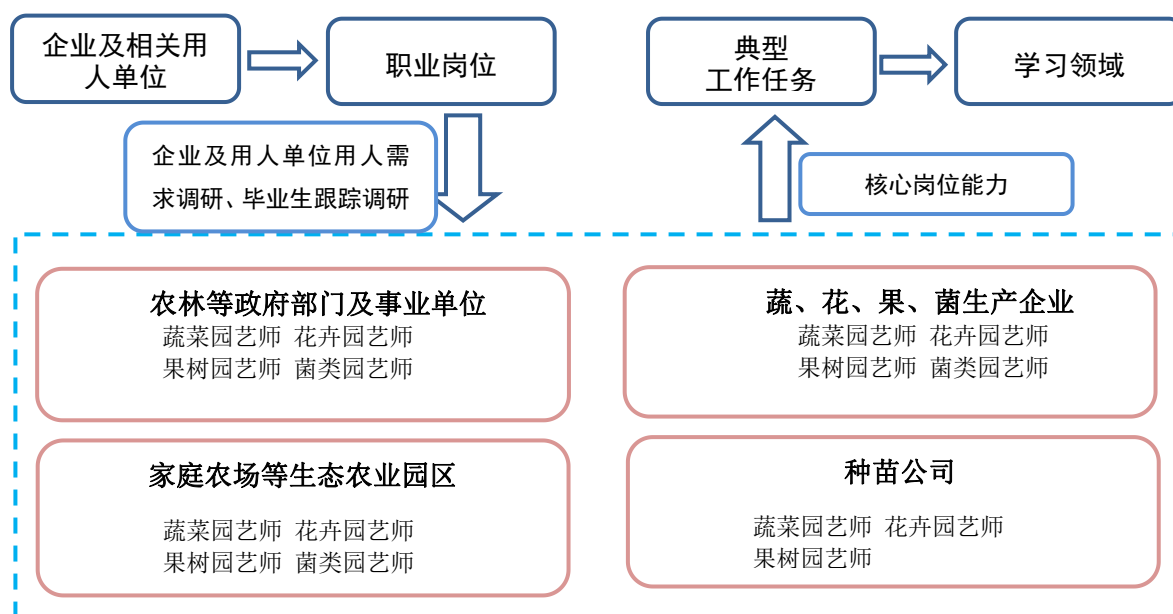 企业及相关用
人单位
职业岗位
典型
工作任务
学习领域
企业及用人单位用人需
求调研、毕业生跟踪调研
核心岗位能力
农林等政府部门及事业单位
蔬菜园艺师 花卉园艺师
果树园艺师 菌类园艺师
蔬、花、果、菌生产企业
蔬菜园艺师 花卉园艺师
果树园艺师 菌类园艺师
家庭农场等生态农业园区
蔬菜园艺师 花卉园艺师
果树园艺师 菌类园艺师
种苗公司
蔬菜园艺师 花卉园艺师
果树园艺师